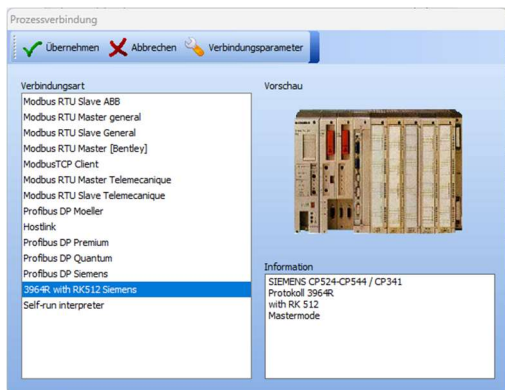 Prozessverbindung
Übernehmen Abbrechen Verbindungsparameter
Verbindungsart
Modbus RTU Slave ABB
Modbus RTU Master general
Modbus RTU Slave General
Modbus RTU Master [Bentley]
ModbusTCP Client
Modbus RTU Master Telemecanique
Modbus RTU Slave Telemecanique
Profibus DP Moeller
Hostlink
Profibus DP Premium
Profibus DP Quantum
Profibus DP Siemens
3964R with RK512 Siemens
Self-run interpreter
Vorschau
Information
SIEMENS CP524-CP544 / CP341
Protokoll 3964R
with RK 512
Mastermode